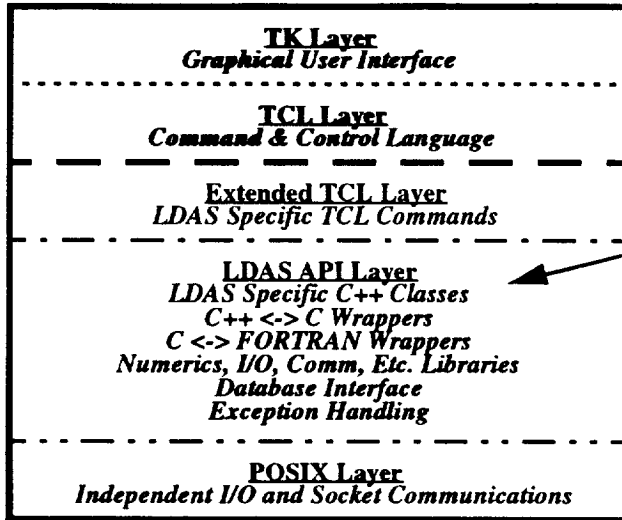 TK Layer
Graphical User Interface
TCL Layer
Command & Control Language
Extended TCL Layer
LDAS Specific TCL Commands
LDAS API Layer
LDAS Specific C++ Classes
C++ <-> C Wrappers
C <-> FORTRAN Wrappers
Numerics, I/O, Comm, Etc. Libraries
Database Interface
Exception Handling
POSIX Layer
Independent I/O and Socket Communications